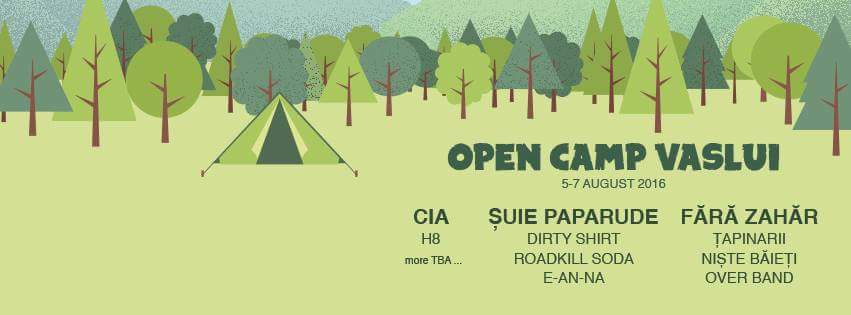 OPEN CAMP VASLUI
5-7 AUGUST 2016
CIA
H8
more TBA ...
ȘUIE PAPARUDE
DIRTY SHIRT
ROADKILL SODA
E-AN-NA
FĂRĂ ZAHĂR
ȚAPINARII
NIȘTE BĂIEȚI
OVER BAND